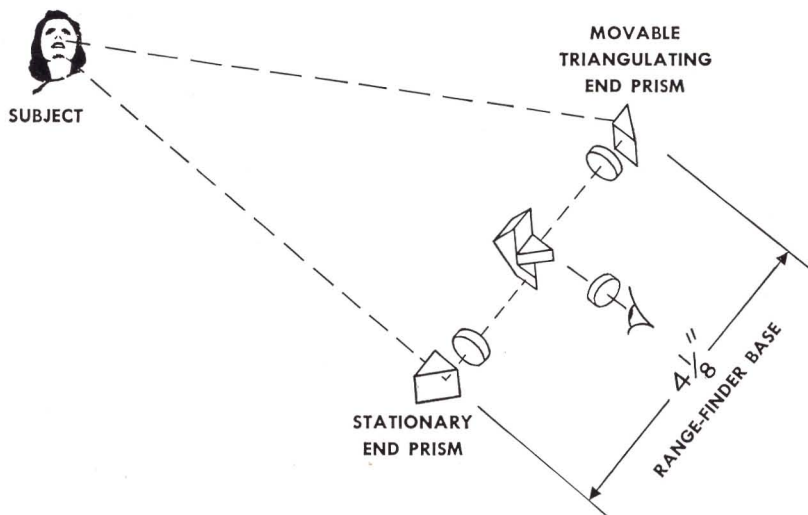 SUBJECT
MOVABLE
TRIANGULATING
END PRISM
STATIONARY
END PRISM
4 1/8"
RANGE-FINDER BASE